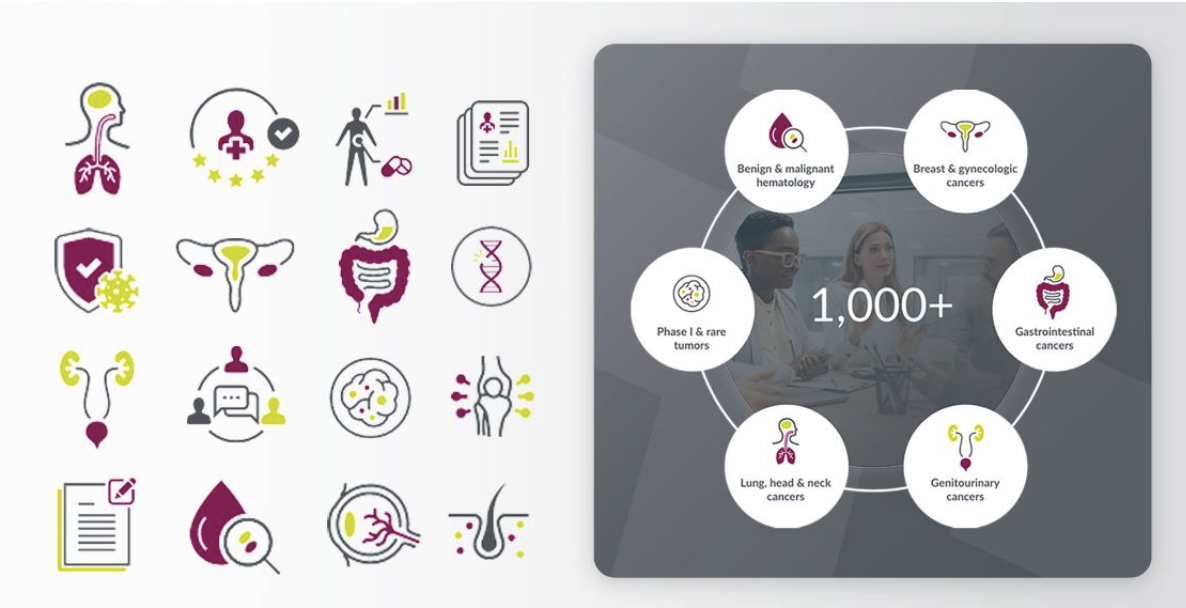 Benign & malignant
hematology
Breast & gynecologic
cancers
1,000+
Phase I & rare
tumors
Gastrointestinal
cancers
Lung, head & neck
cancers
Genitourinary
cancers